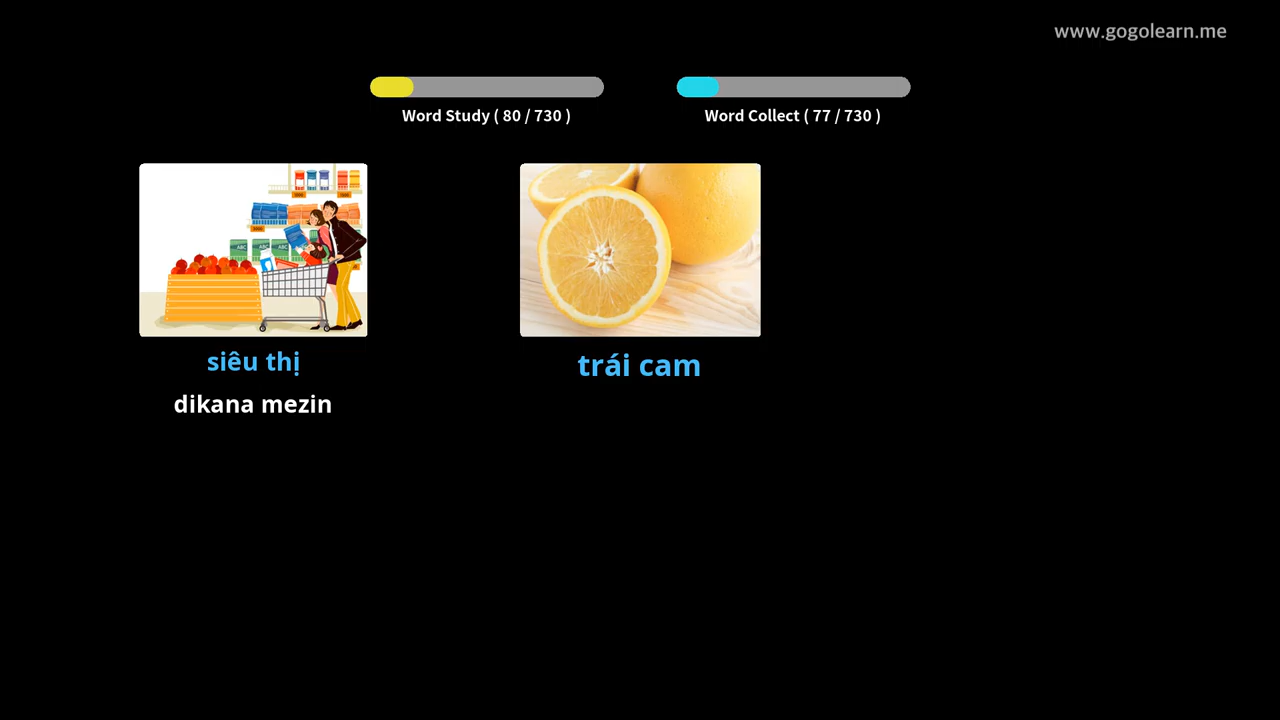 www.gogolearn.me
Word Study ( 80 / 730 )
Word Collect ( 77 / 730 )
siêu thị
dikana mezin
trái cam